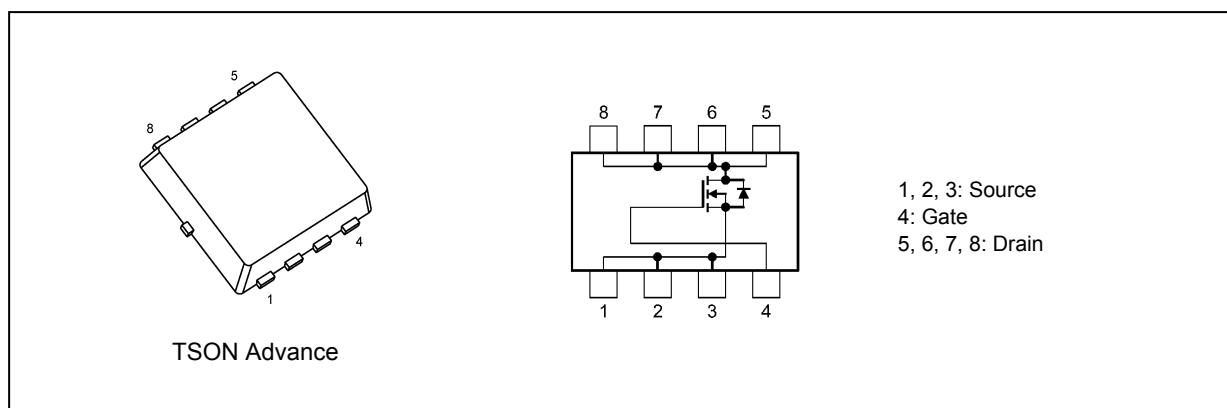 5
8
4
1
TSON Advance
8 7 6 5
1 2 3 4
1, 2, 3: Source
4: Gate
5, 6, 7, 8: Drain